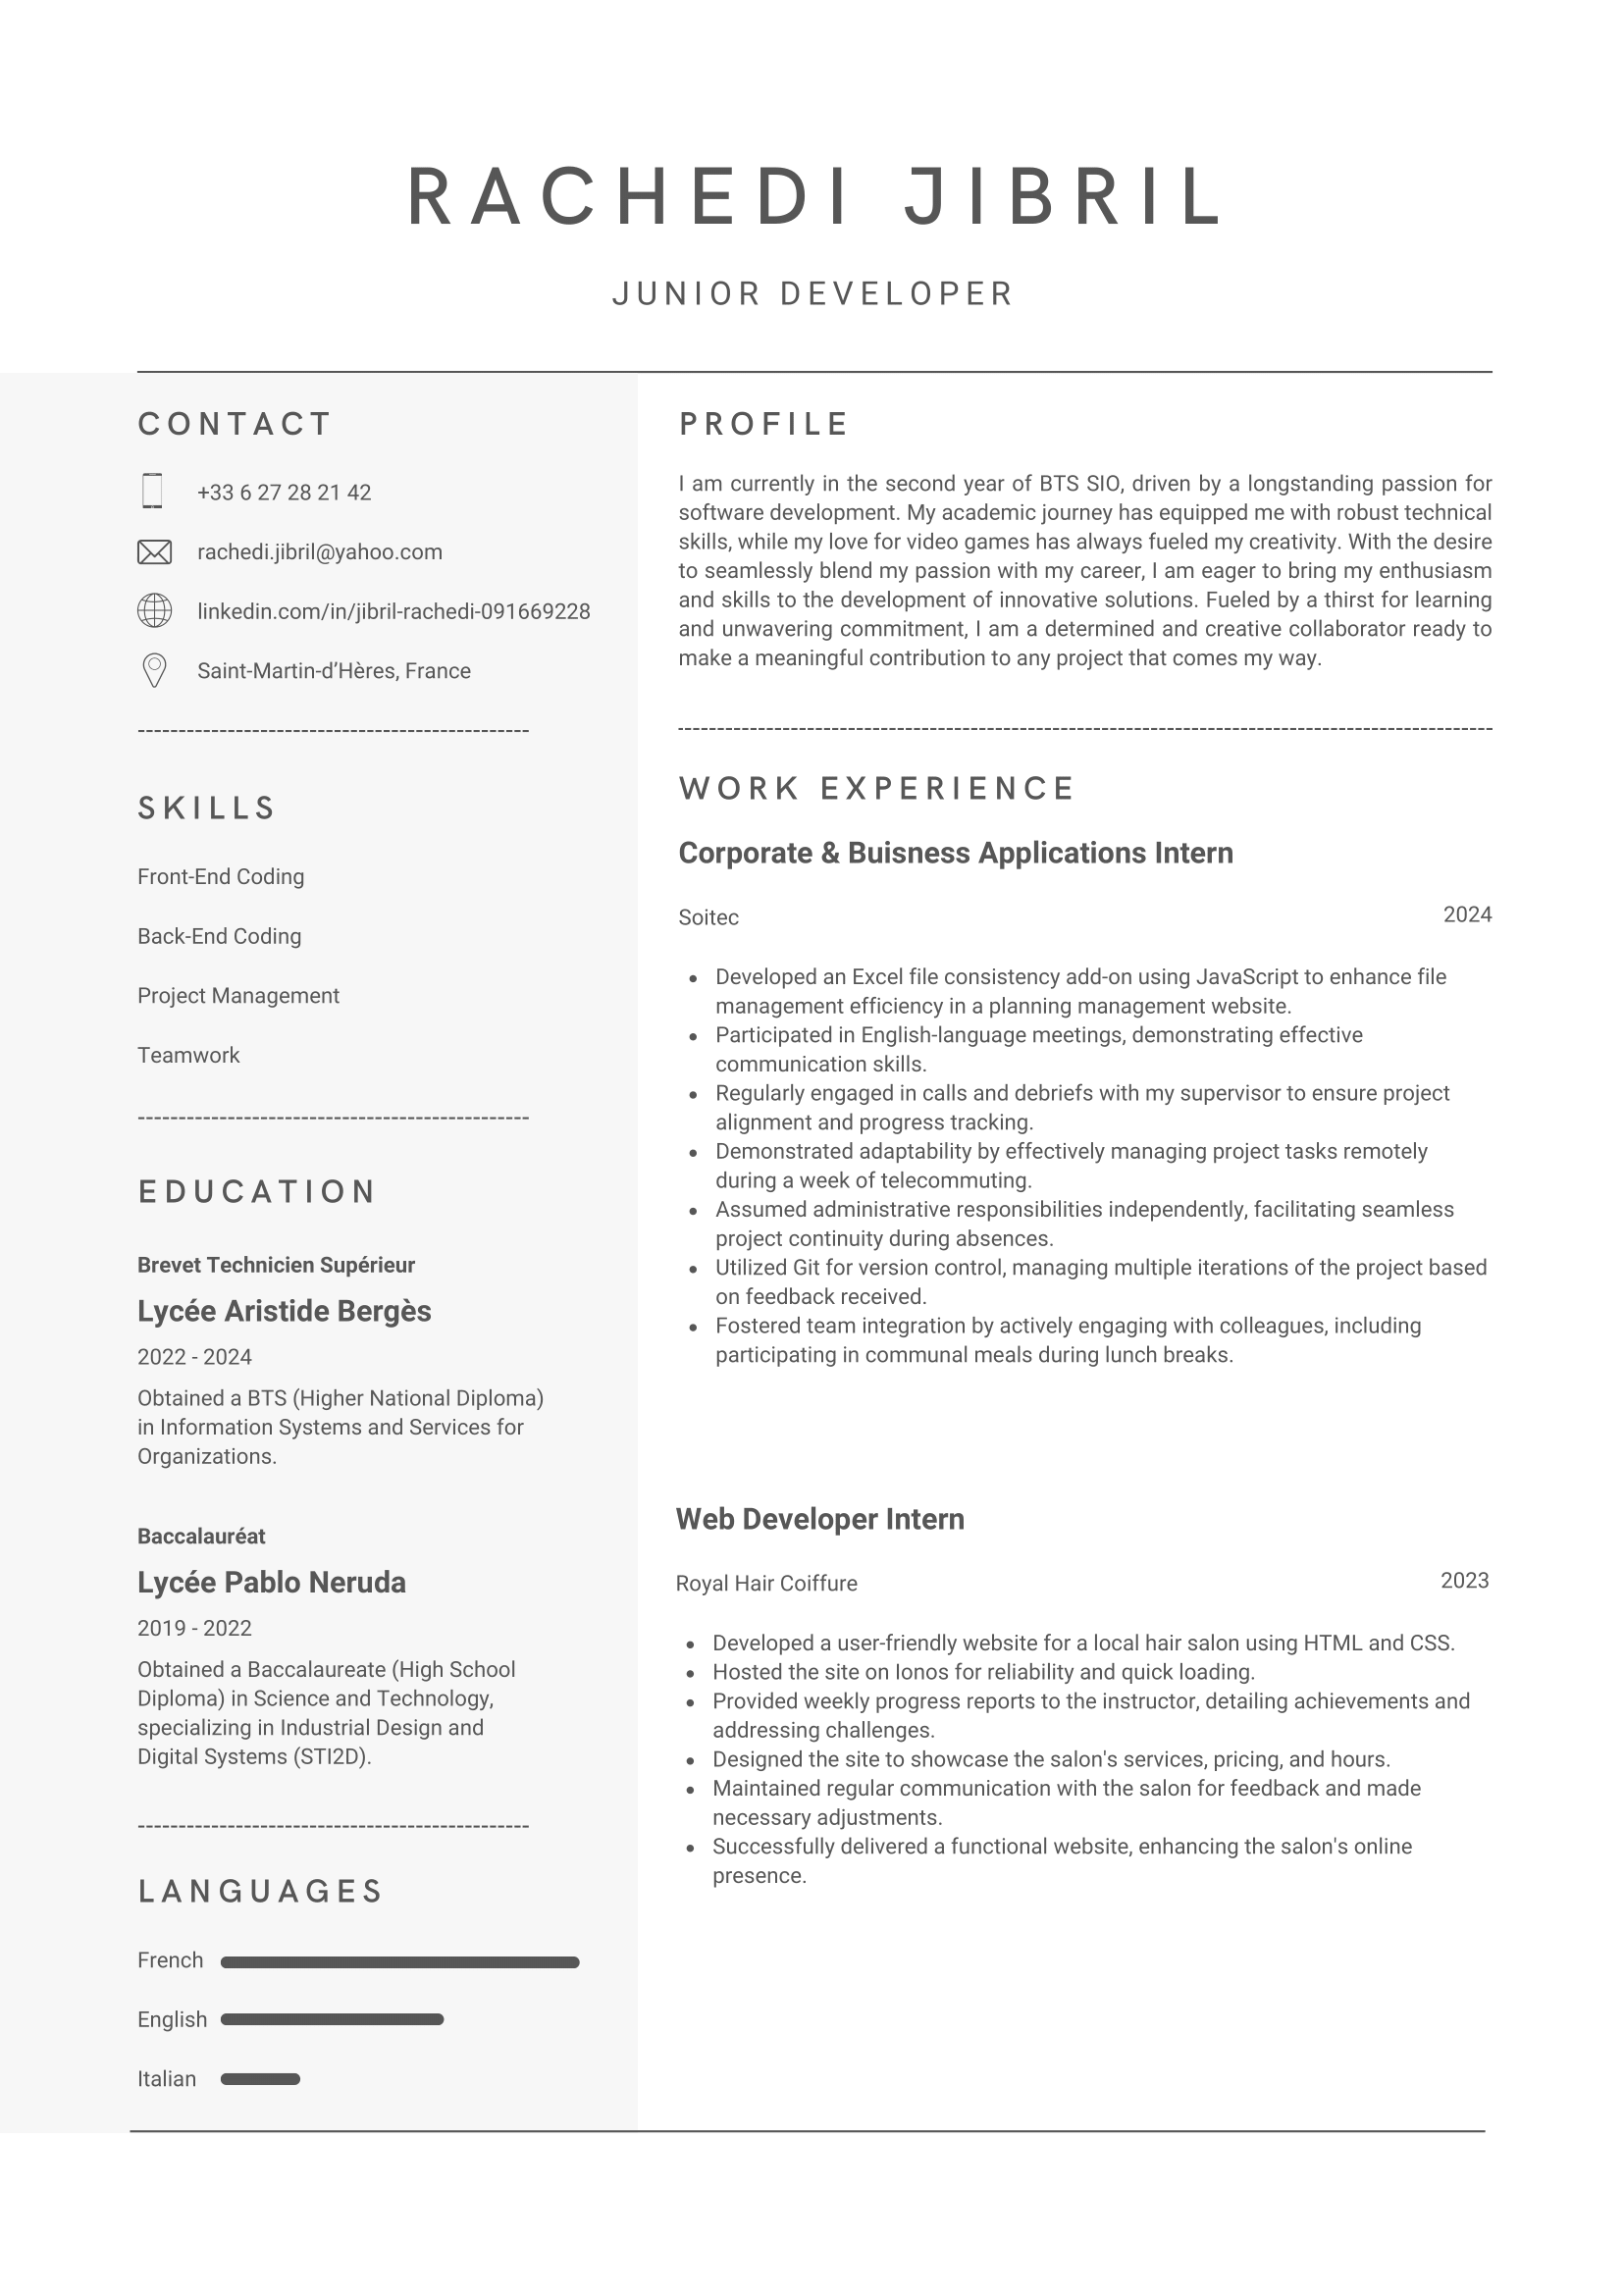 RACHEDI JIBRIL
JUNIOR DEVELOPER
CONTACT
+33 6 27 28 21 42
rachedi.jibril@yahoo.com
linkedin.com/in/jibril-rachedi-091669228
Saint-Martin-d’Hères, France
SKILLS
Front-End Coding
Back-End Coding
Project Management
Teamwork
EDUCATION
Brevet Technicien Supérieur
Lycée Aristide Bergès
2022 - 2024
Obtained a BTS (Higher National Diploma)
in Information Systems and Services for
Organizations.
Baccalauréat
Lycée Pablo Neruda
2019 - 2022
Obtained a Baccalaureate (High School
Diploma) in Science and Technology,
specializing in Industrial Design and
Digital Systems (STI2D).
LANGUAGES
French
English
Italian
PROFILE
I am currently in the second year of BTS SIO, driven by a longstanding passion for
software development. My academic journey has equipped me with robust technical
skills, while my love for video games has always fueled my creativity. With the desire
to seamlessly blend my passion with my career, I am eager to bring my enthusiasm
and skills to the development of innovative solutions. Fueled by a thirst for learning
and unwavering commitment, I am a determined and creative collaborator ready to
make a meaningful contribution to any project that comes my way.
WORK EXPERIENCE
Corporate & Buisness Applications Intern
Soitec 2024
• Developed an Excel file consistency add-on using JavaScript to enhance file
management efficiency in a planning management website.
• Participated in English-language meetings, demonstrating effective
communication skills.
• Regularly engaged in calls and debriefs with my supervisor to ensure project
alignment and progress tracking.
• Demonstrated adaptability by effectively managing project tasks remotely
during a week of telecommuting.
• Assumed administrative responsibilities independently, facilitating seamless
project continuity during absences.
• Utilized Git for version control, managing multiple iterations of the project based
on feedback received.
• Fostered team integration by actively engaging with colleagues, including
participating in communal meals during lunch breaks.
Web Developer Intern
Royal Hair Coiffure 2023
• Developed a user-friendly website for a local hair salon using HTML and CSS.
• Hosted the site on Ionos for reliability and quick loading.
• Provided weekly progress reports to the instructor, detailing achievements and
addressing challenges.
• Designed the site to showcase the salon's services, pricing, and hours.
• Maintained regular communication with the salon for feedback and made
necessary adjustments.
• Successfully delivered a functional website, enhancing the salon's online
presence.